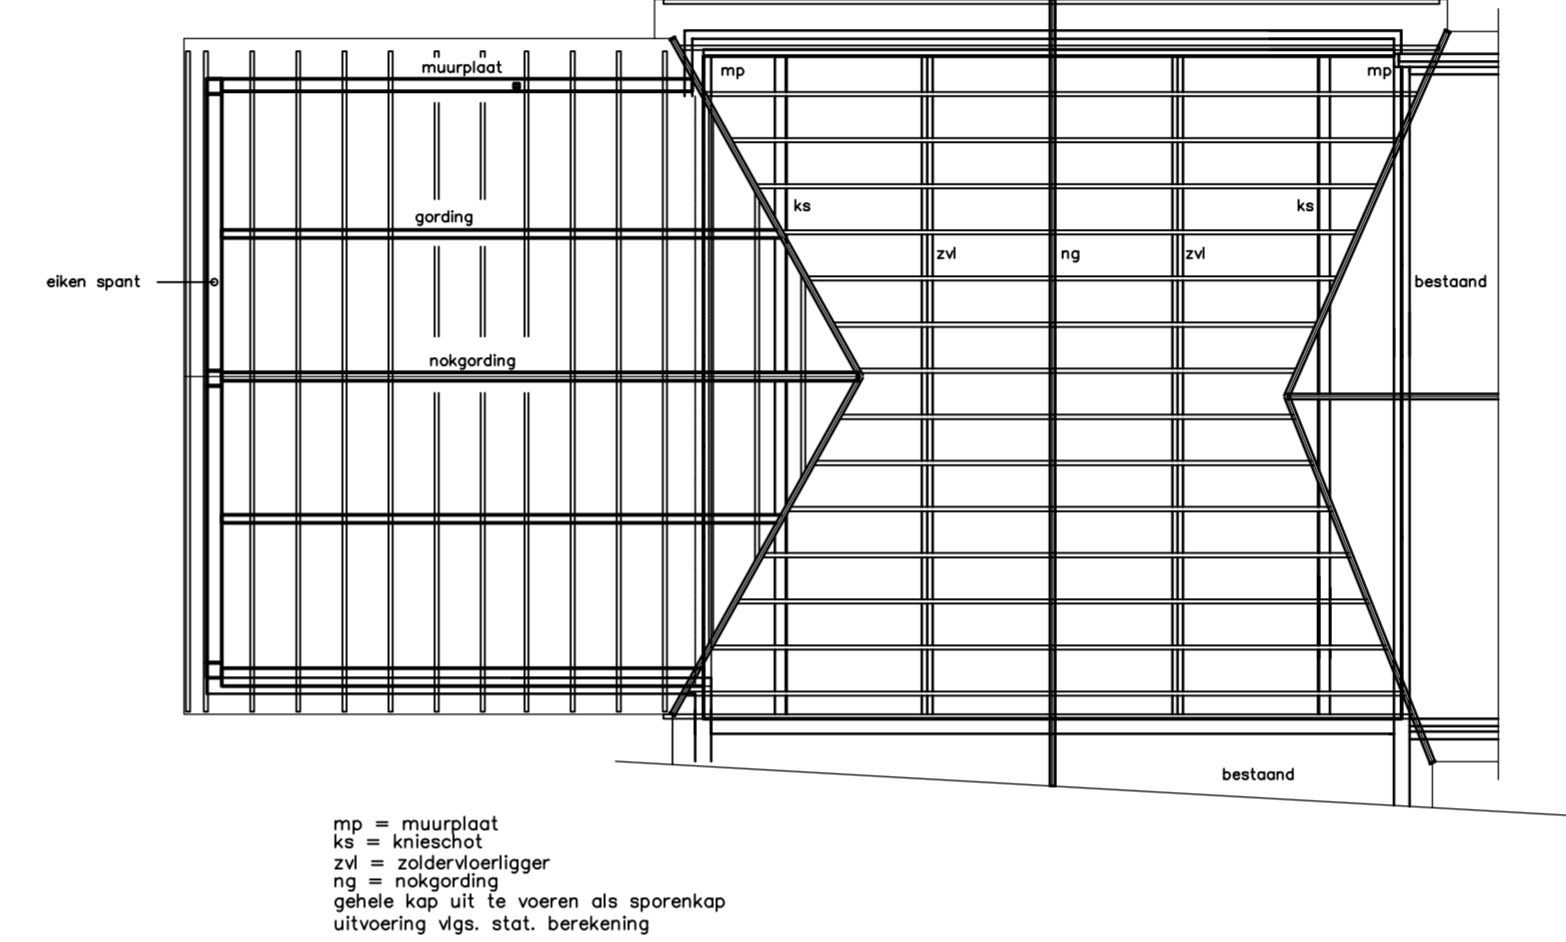 muurplaat
mp
mp
ks
ks
gording
zvl
ng
zvl
eiken spant
bestaand
nokgording
bestaand
mp = muurplaat
ks = knieschot
zvl = zoldervloerligger
ng = nokgording
gehele kap uit te voeren als sporenkap
uitvoering vlgs. stat. berekening